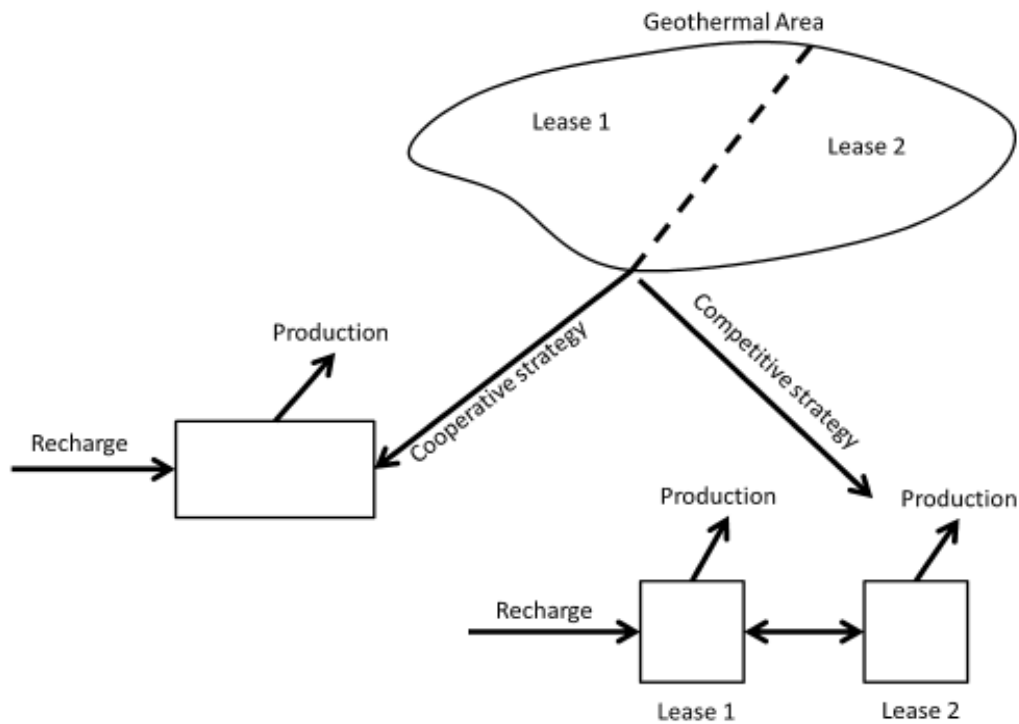 Geothermal Area
Lease 1
Lease 2
Cooperative strategy
Competitive strategy
Production
Recharge
Production
Production
Recharge
Lease 1
Lease 2